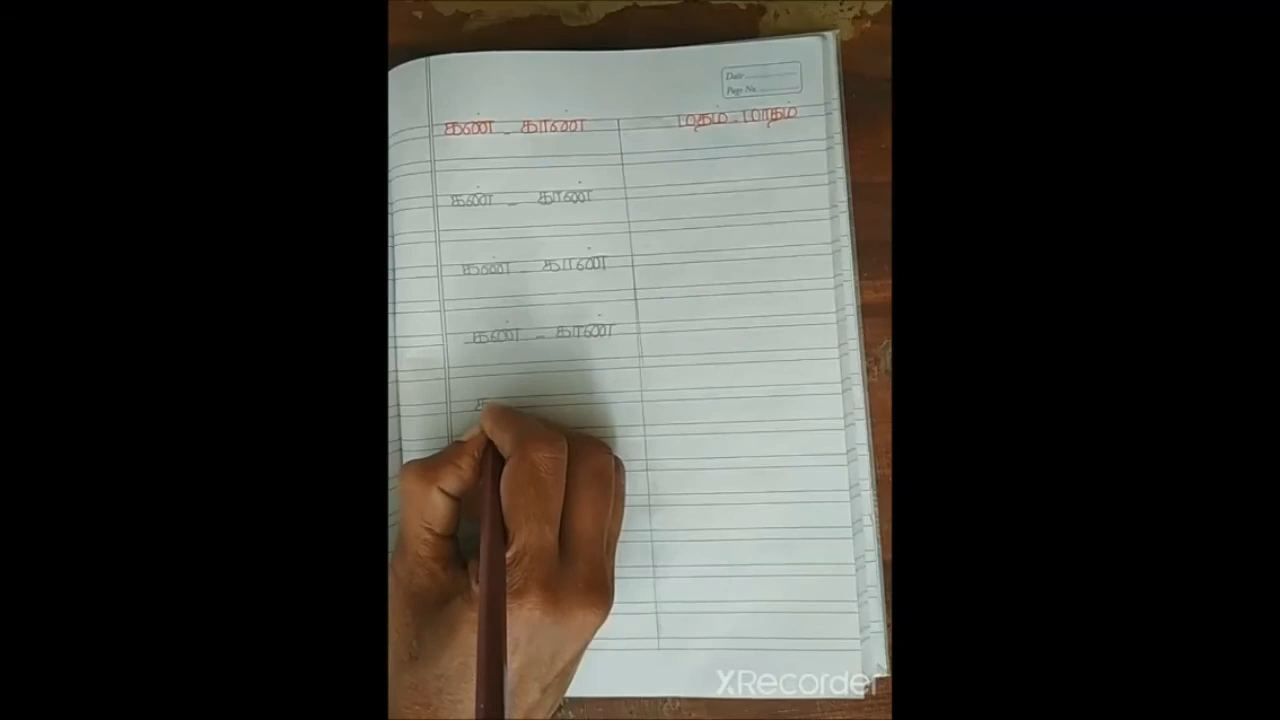 Date
Page No.
கண் - காண் மதம் - மாதம்
கண் - காண்
கண் - காண்
கண் - காண்
க
XRecorder